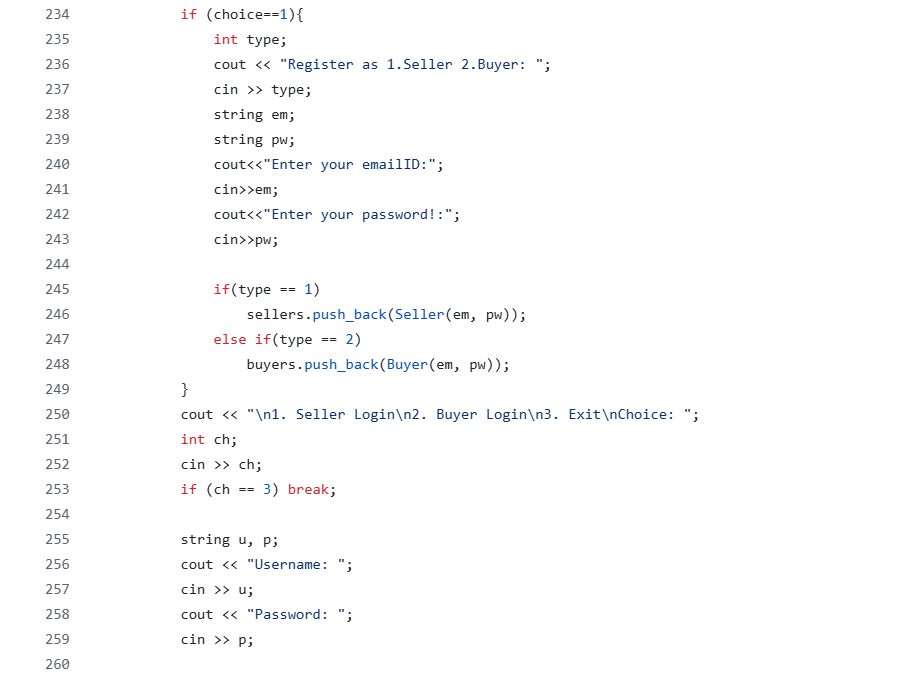 234 if (choice==1){
235 int type;
236 cout << "Register as 1.Seller 2.Buyer: ";
237 cin >> type;
238 string em;
239 string pw;
240 cout<<"Enter your emailID:";
241 cin>>em;
242 cout<<"Enter your password!:";
243 cin>>pw;
244
245 if(type == 1)
246 sellers.push_back(Seller(em, pw));
247 else if(type == 2)
248 buyers.push_back(Buyer(em, pw));
249 }
250 cout << "\n1. Seller Login\n2. Buyer Login\n3. Exit\nChoice: ";
251 int ch;
252 cin >> ch;
253 if (ch == 3) break;
254
255 string u, p;
256 cout << "Username: ";
257 cin >> u;
258 cout << "Password: ";
259 cin >> p;
260